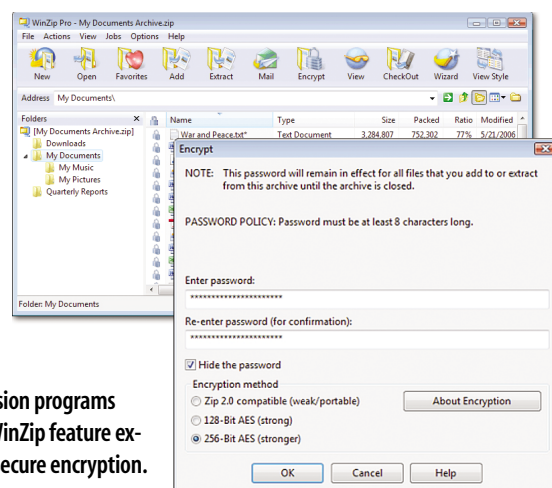 WinZip Pro - My Documents Archive.zip
File Actions View Jobs Options Help
New Open Favorites Add Extract Mail Encrypt View CheckOut Wizard View Style
Address My Documents\
Folders
Name Type Size Packed Ratio Modified
[My Documents Archive.zip]
Downloads
My Documents
My Music
My Pictures
Quarterly Reports
War and Peace.txt* Text Document 3,284,807 752,302 77% 5/21/2006
Folder: My Documents
Encrypt
NOTE: This password will remain in effect for all files that you add to or extract
from this archive until the archive is closed.
PASSWORD POLICY: Password must be at least 8 characters long.
Enter password:
**********************
Re-enter password (for confirmation):
**********************
Hide the password
Encryption method
Zip 2.0 compatible (weak/portable)
About Encryption
128-Bit AES (strong)
256-Bit AES (stronger)
OK Cancel Help
sion programs
WinZip feature ex-
secure encryption.